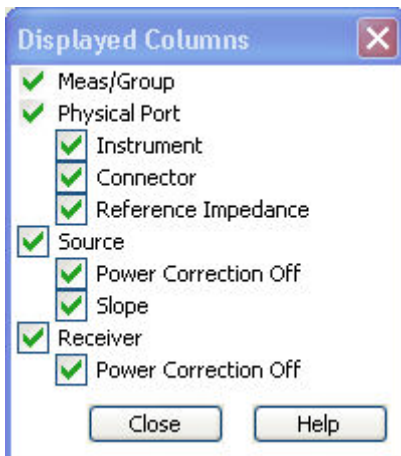 Displayed Columns
Meas/Group
Physical Port
Instrument
Connector
Reference Impedance
Source
Power Correction Off
Slope
Receiver
Power Correction Off
Close Help